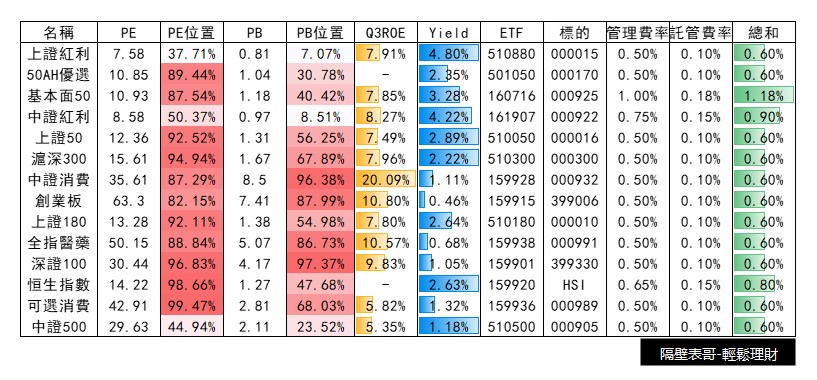 名稱 PE PE位置 PB PB位置 Q3ROE Yield ETF 標的 管理費率 託管費率 總和
上證紅利 7.58 37.71% 0.81 7.07% 7.91% 4.80% 510880 000015 0.50% 0.10% 0.60%
50AH優選 10.85 89.44% 1.04 30.78% - 2.35% 501050 000170 0.50% 0.10% 0.60%
基本面50 10.93 87.54% 1.18 40.42% 7.85% 3.28% 160716 000925 1.00% 0.18% 1.18%
中證紅利 8.58 50.37% 0.97 8.51% 8.27% 4.22% 161907 000922 0.75% 0.15% 0.90%
上證50 12.36 92.52% 1.31 56.25% 7.49% 2.89% 510050 000016 0.50% 0.10% 0.60%
滬深300 15.61 94.94% 1.67 67.89% 7.96% 2.22% 510300 000300 0.50% 0.10% 0.60%
中證消費 35.61 87.29% 8.5 96.38% 20.09% 1.11% 159928 000932 0.50% 0.10% 0.60%
創業板 63.3 82.15% 7.41 87.99% 10.80% 0.46% 159915 399006 0.50% 0.10% 0.60%
上證180 13.28 92.11% 1.38 54.98% 7.80% 2.64% 510180 000010 0.50% 0.10% 0.60%
全指醫藥 50.15 88.84% 5.07 86.73% 10.57% 0.68% 159938 000991 0.50% 0.10% 0.60%
深證100 30.44 96.83% 4.17 97.37% 9.83% 1.05% 159901 399330 0.50% 0.10% 0.60%
恒生指數 14.22 98.66% 1.27 47.68% - 2.63% 159920 HSI 0.65% 0.15% 0.80%
可選消費 42.91 99.47% 2.81 68.03% 5.82% 1.32% 159936 000989 0.50% 0.10% 0.60%
中證500 29.63 44.94% 2.11 23.52% 5.35% 1.18% 510500 000905 0.50% 0.10% 0.60%
隔壁表哥-輕鬆理財